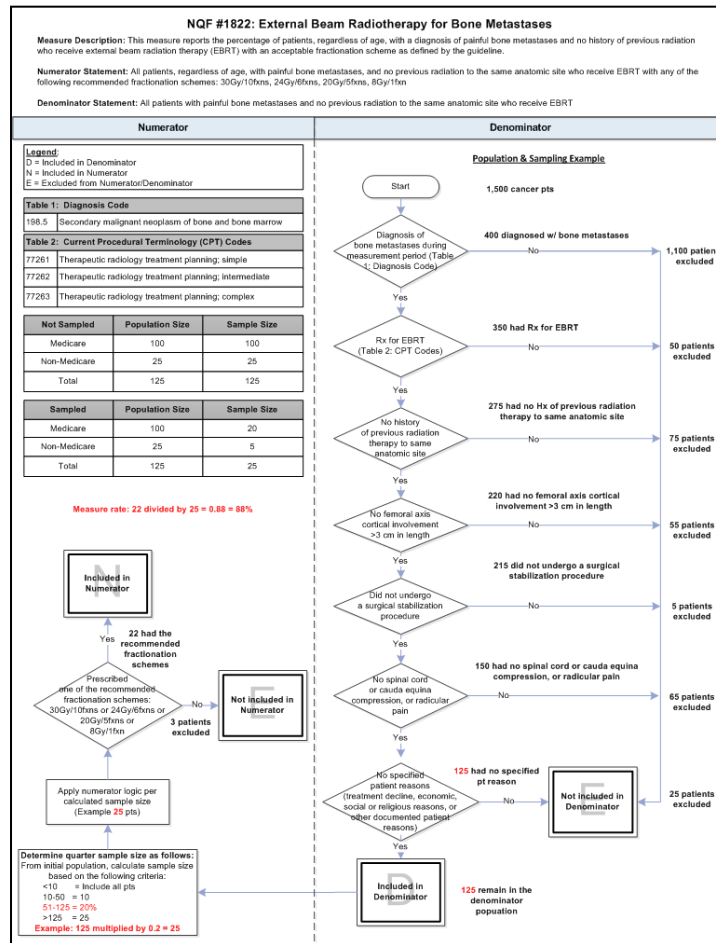 NQF #1822: External Beam Radiotherapy for Bone Metastases
Measure Description: This measure reports the percentage of patients, regardless of age, with a diagnosis of painful bone metastases and no history of previous radiation
who receive external beam radiation therapy (EBRT) with an acceptable fractionation scheme as defined by the guideline.
Numerator Statement: All patients, regardless of age, with painful bone metastases, and no previous radiation to the same anatomic site who receive EBRT with any of the
following recommended fractionation schemes: 30Gy/10fxns, 24Gy/6fxns, 20Gy/5fxns, 8Gy/1fxn
Denominator Statement: All patients with painful bone metastases and no previous radiation to the same anatomic site who receive EBRT
Numerator
Legend:
D = Included in Denominator
N = Included in Numerator
E = Excluded from Numerator/Denominator
Table 1: Diagnosis Code
198.5 Secondary malignant neoplasm of bone and bone marrow
Table 2: Current Procedural Terminology (CPT) Codes
77261 Therapeutic radiology treatment planning; simple
77262 Therapeutic radiology treatment planning; intermediate
77263 Therapeutic radiology treatment planning; complex
Not Sampled Population Size Sample Size
Medicare 100 100
Non-Medicare 25 25
Total 125 125
Sampled Population Size Sample Size
Medicare 100 20
Non-Medicare 25 5
Total 125 25
Measure rate: 22 divided by 25 = 0.88 = 88%
N
Included in
Numerator
Yes
22 had the
recommended
fractionation
schemes
Prescribed
one of the recommended
fractionation schemes:
30Gy/10fxns or 24Gy/6fxns or
20Gy/5fxns or
8Gy/1fxn
No
3 patients
excluded
E
Not included in
Numerator
Apply numerator logic per
calculated sample size
(Example 25 pts)
Determine quarter sample size as follows:
From initial population, calculate sample size
based on the following criteria:
<10 = Include all pts
10-50 = 10
51-125 = 20%
>125 = 25
Example: 125 multiplied by 0.2 = 25
Denominator
Population & Sampling Example
Start
1,500 cancer pts
Diagnosis of
bone metastases during
measurement period (Table
1: Diagnosis Code)
400 diagnosed w/ bone metastases
No
1,100 patien
excluded
Yes
Rx for EBRT
(Table 2: CPT Codes)
350 had Rx for EBRT
No
50 patients
excluded
Yes
No history
of previous radiation
therapy to same
anatomic site
275 had no Hx of previous radiation
therapy to same anatomic site
No
75 patients
excluded
Yes
No femoral axis
cortical involvement
>3 cm in length
220 had no femoral axis cortical
involvement >3 cm in length
No
55 patients
excluded
Yes
Did not undergo
a surgical stabilization
procedure
215 did not undergo a surgical
stabilization procedure
No
5 patients
excluded
Yes
No spinal cord
or cauda equina
compression, or radicular
pain
150 had no spinal cord or cauda equina
compression, or radicular pain
No
65 patients
excluded
Yes
No specified
patient reasons
(treatment decline, economic,
social or religious reasons, or
other documented patient
reasons)
125 had no specified
pt reason
No
E
Not included in
Denominator
25 patients
excluded
Yes
D
Included in
Denominator
125 remain in the
denominator
popuation